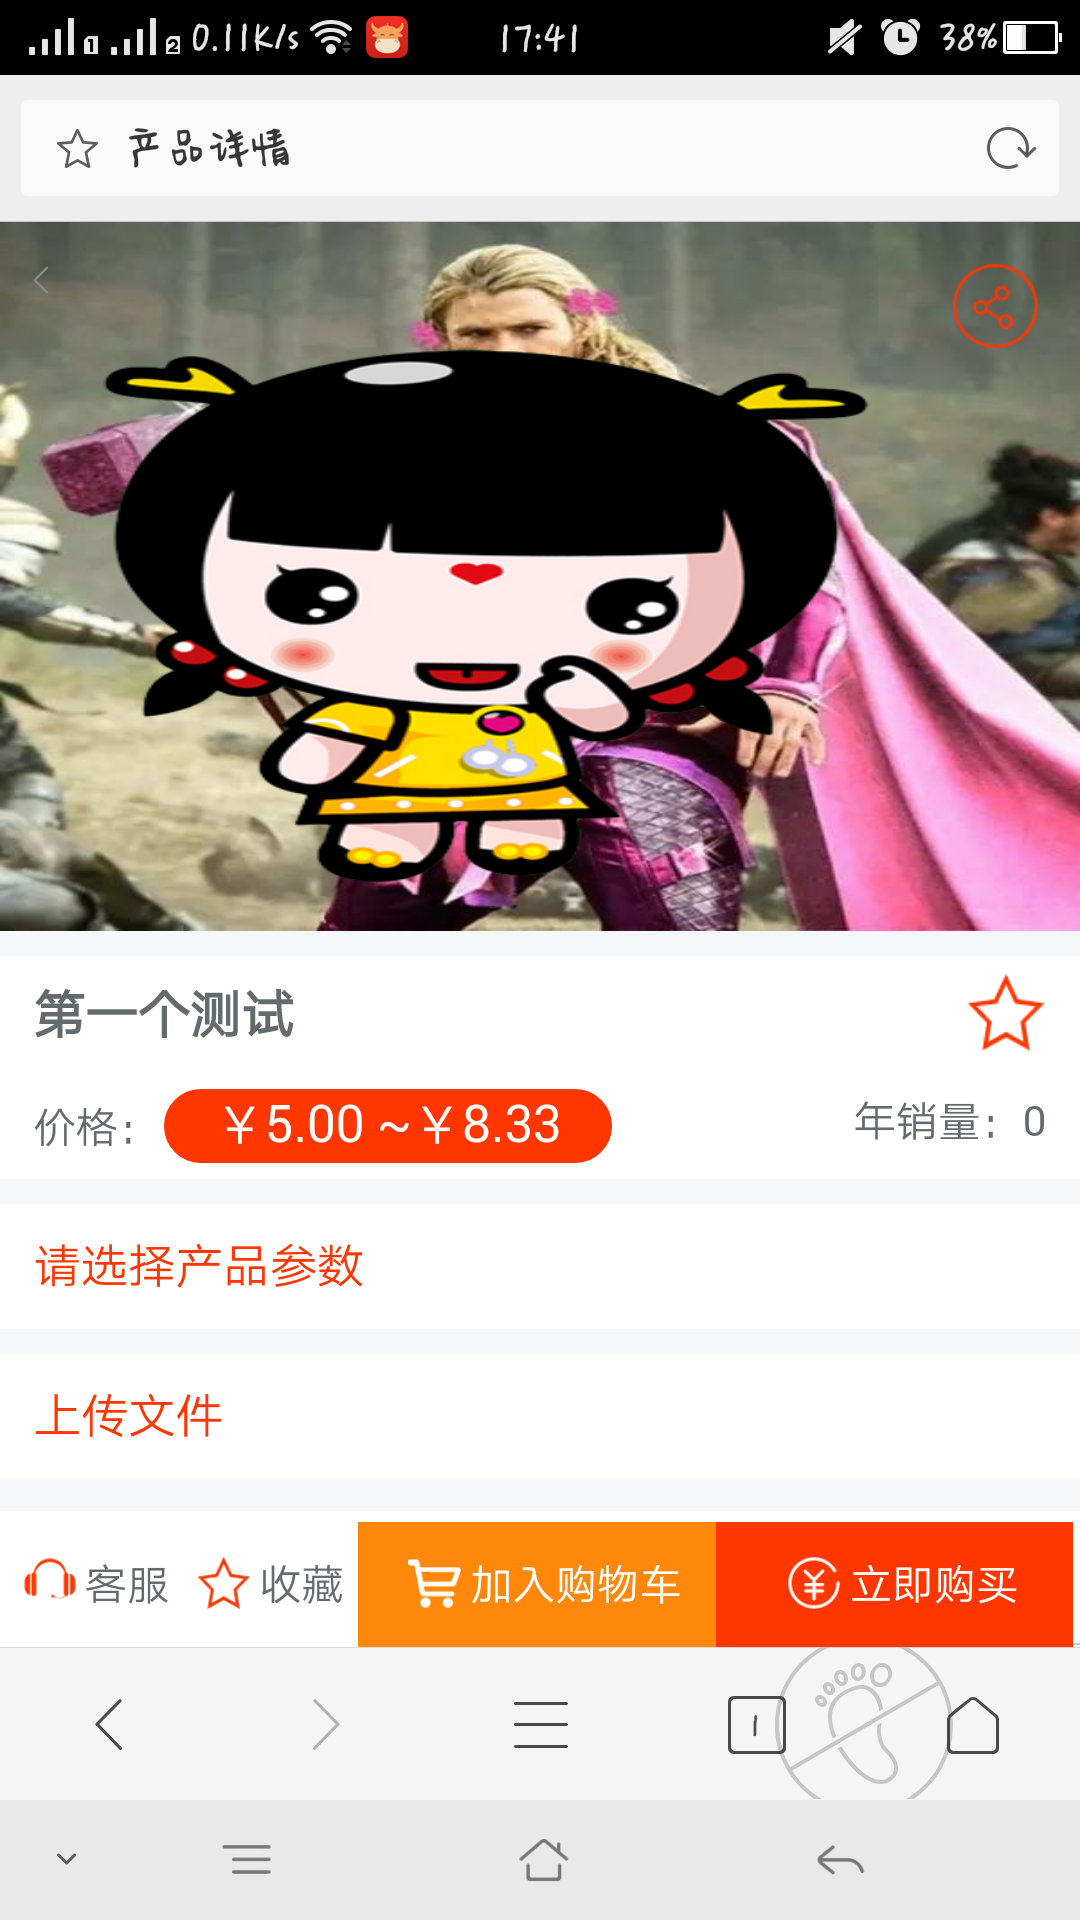 1 2 0.11K/s 17:41 38%
产品详情
第一个测试
价格： ￥5.00 ~￥8.33 年销量： 0
请选择产品参数
上传文件
客服 收藏 加入购物车 立即购买
1